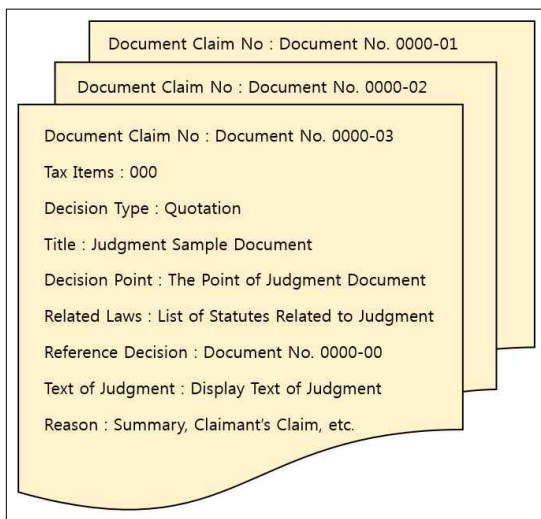 Document Claim No : Document No. 0000-01
Document Claim No : Document No. 0000-02
Document Claim No : Document No. 0000-03
Tax Items : 000
Decision Type : Quotation
Title : Judgment Sample Document
Decision Point : The Point of Judgment Document
Related Laws : List of Statutes Related to Judgment
Reference Decision : Document No. 0000-00
Text of Judgment : Display Text of Judgment
Reason : Summary, Claimant's Claim, etc.